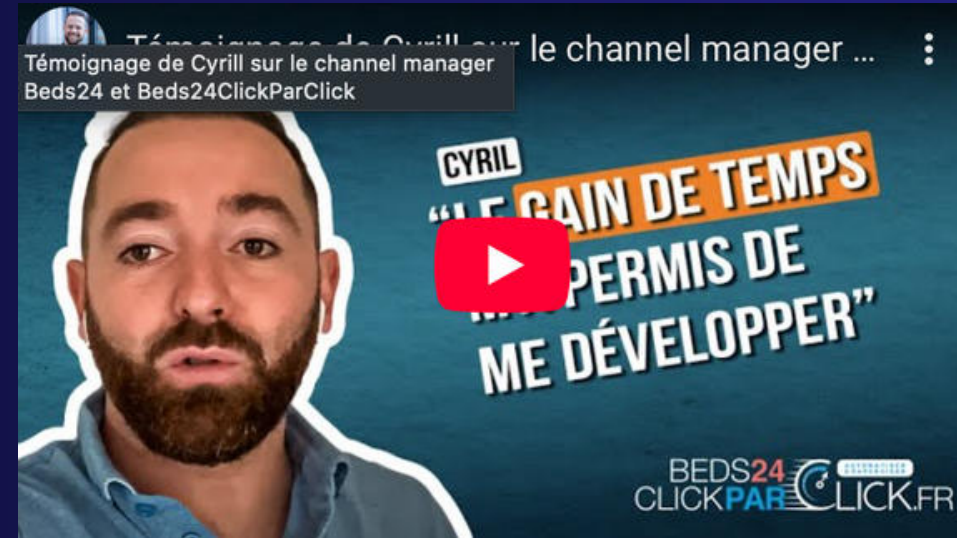 Témoignage de Cyrill sur le channel manager ...
Témoignage de Cyrill sur le channel manager
Beds24 et Beds24ClickParClick
CYRIL
“LE GAIN DE TEMPS
PERMIS DE
ME DÉVELOPPER”
BEDS24
CLICKPARCLICK.FR